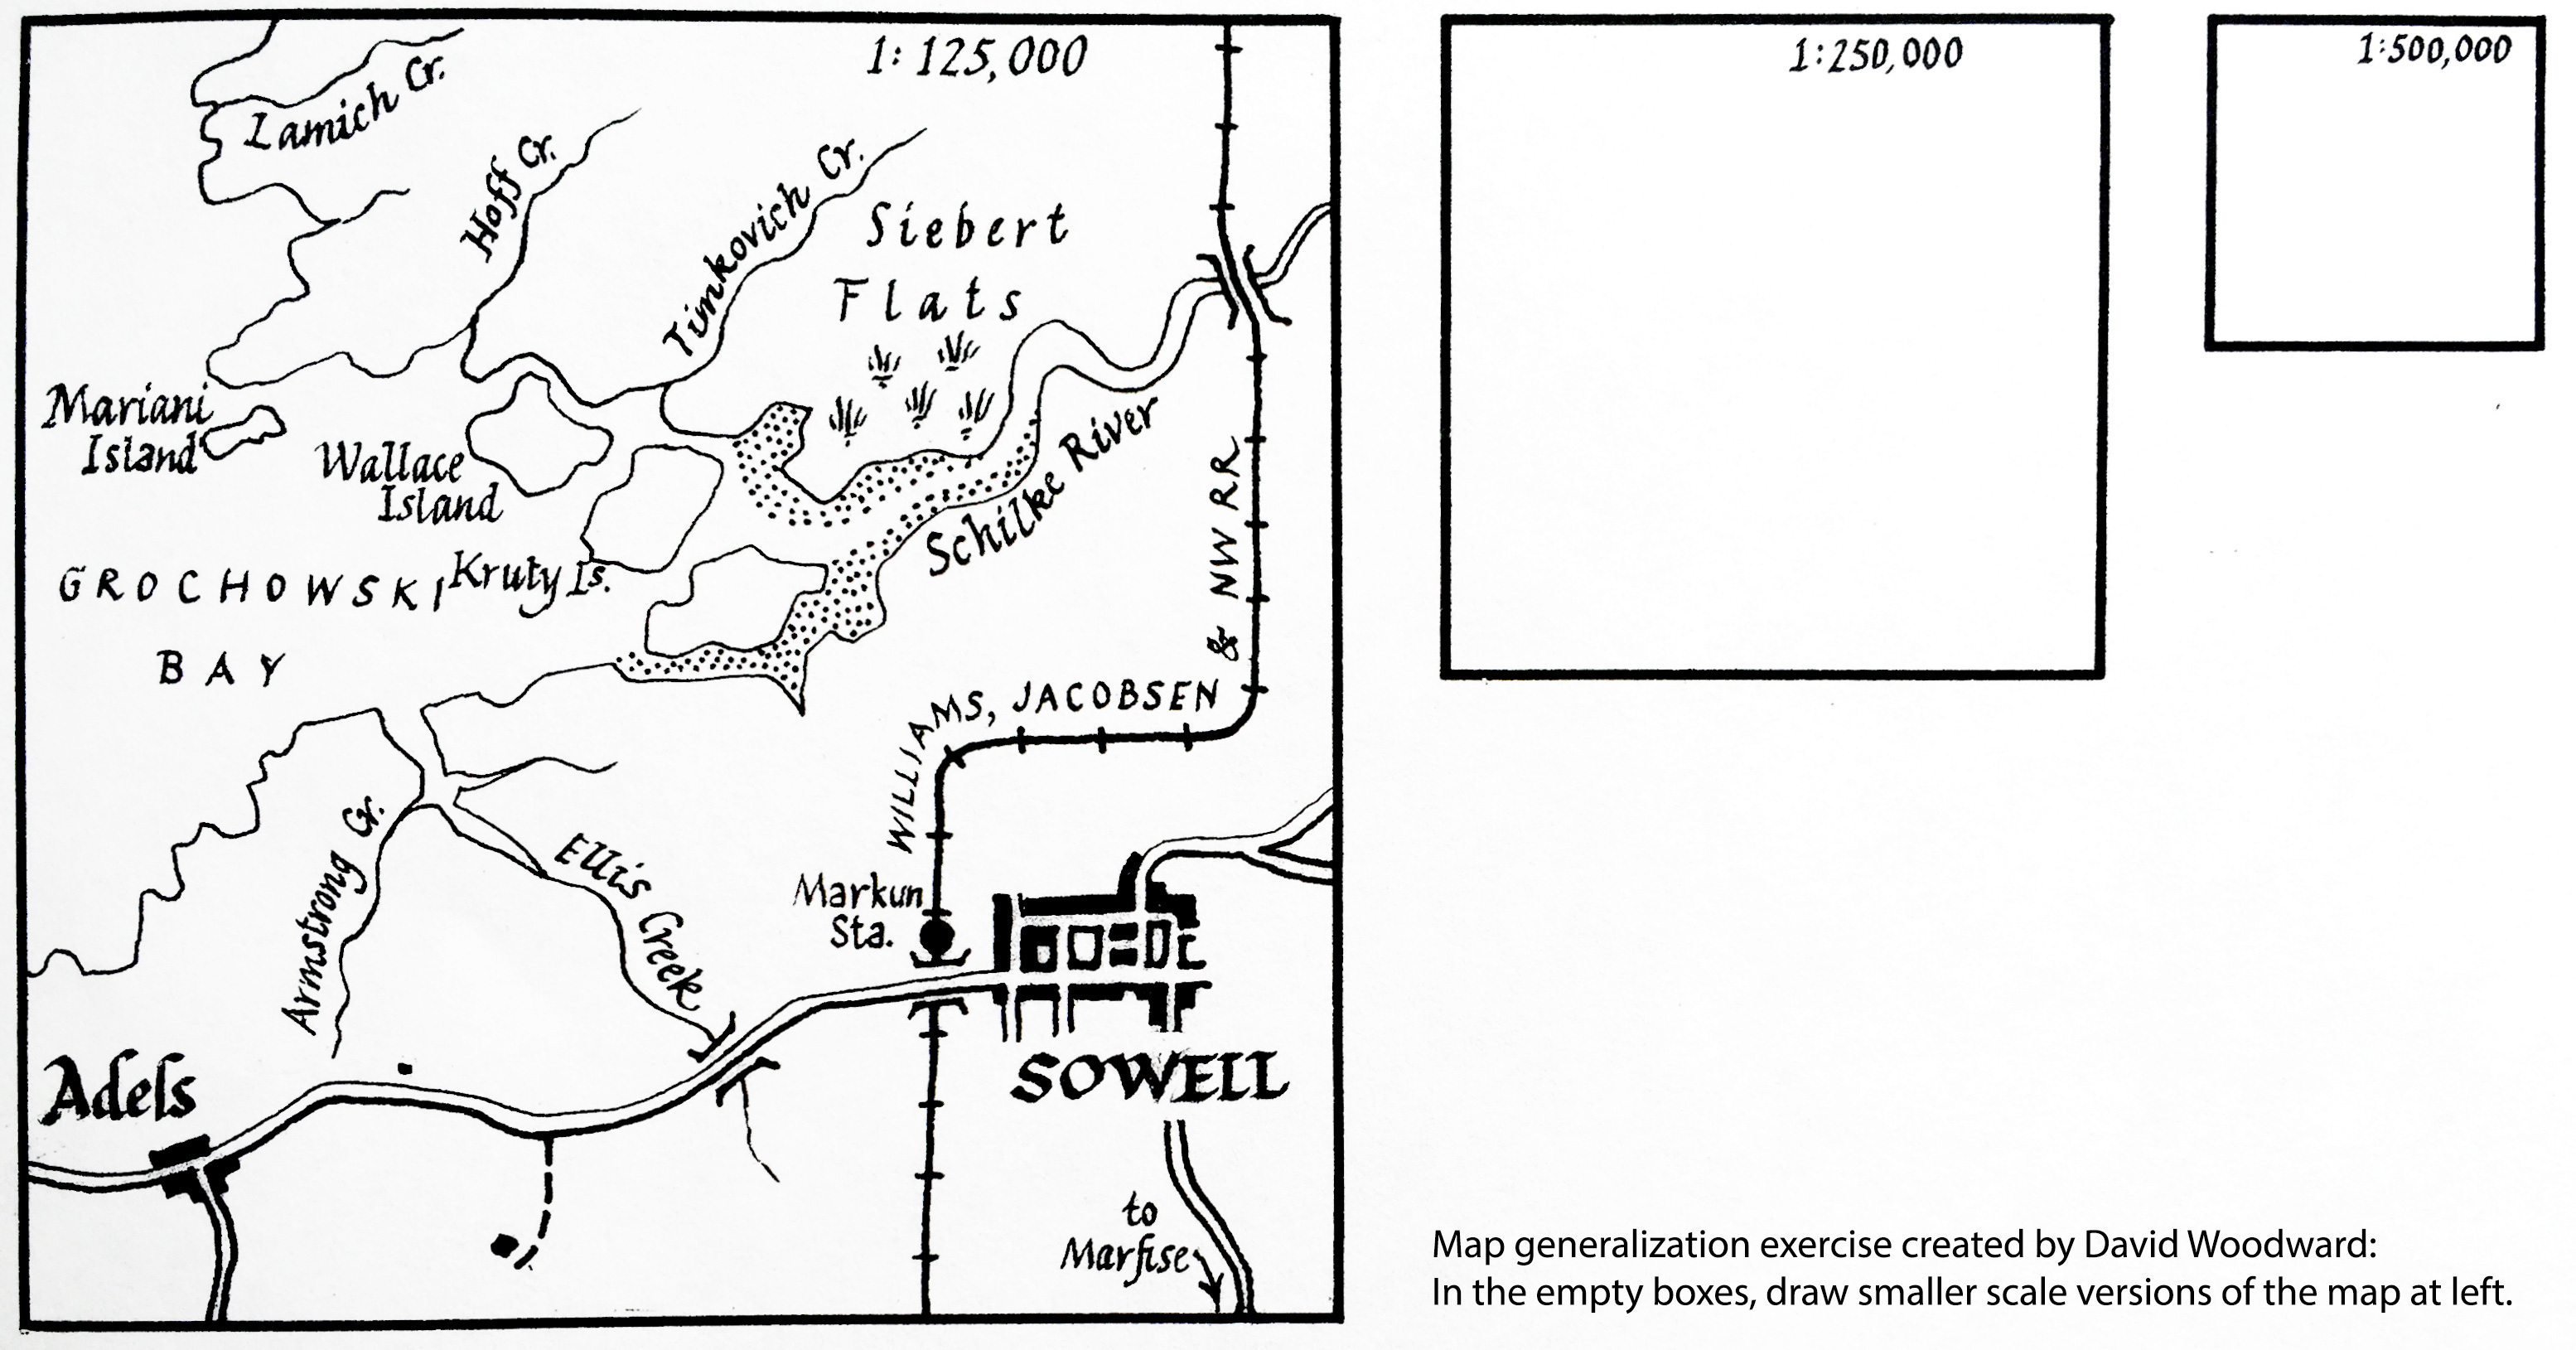 1: 125,000
1:250,000
1:500,000
Lamich Cr.
Hoff Cr.
Timkovich Cr.
Siebert
Flats
Mariani
Island
Wallace
Island
Kruty Is.
GROCHOWSKI
BAY
Schilke River
WILLIAMS, JACOBSEN & NW RR
Armstrong Cr.
Ellis Creek
Markun
Sta.
Adels
SOWELL
to
Marfise
Map generalization exercise created by David Woodward:
In the empty boxes, draw smaller scale versions of the map at left.